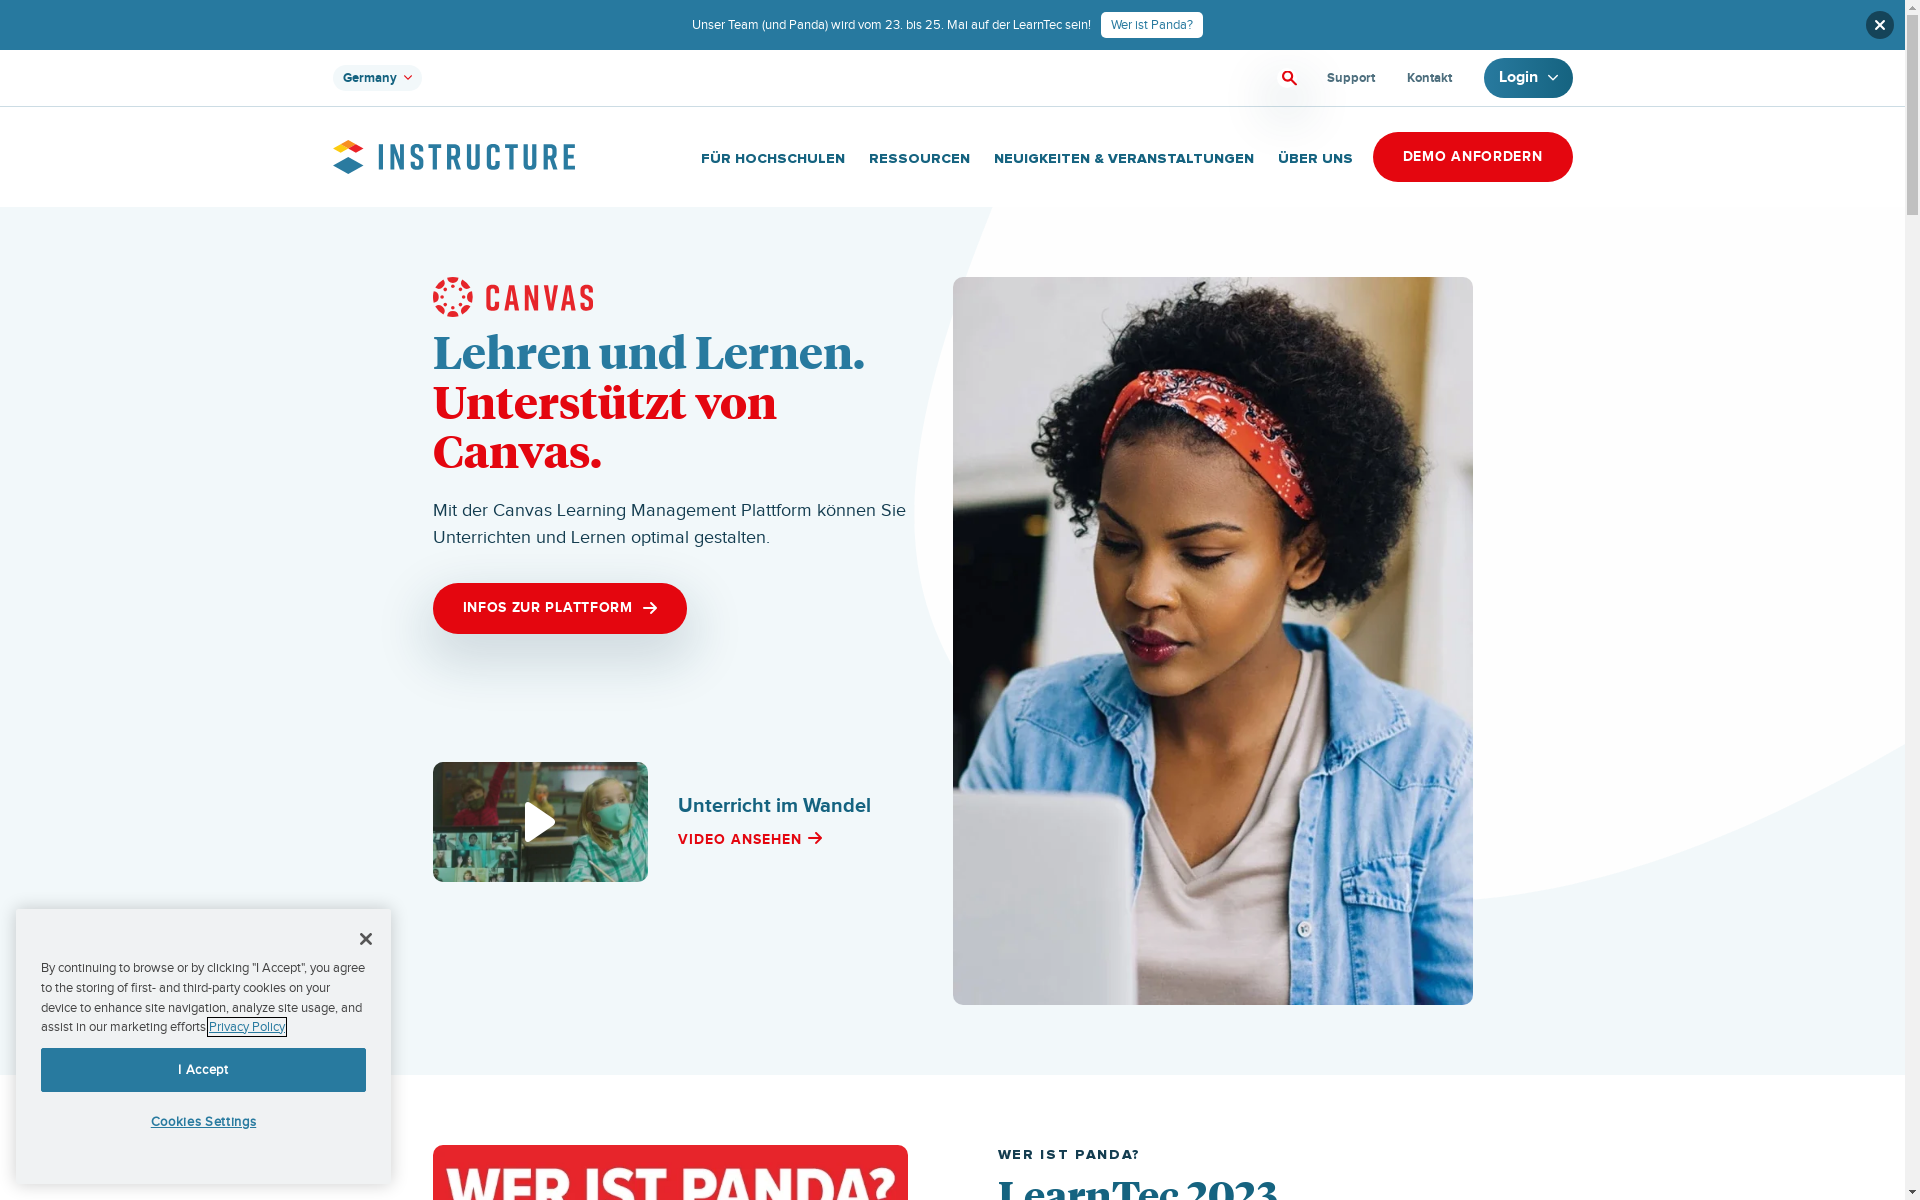 Unser Team (und Panda) wird vom 23. bis 25. Mai auf der LearnTec sein! Wer ist Panda?
Germany
Support Kontakt Login
INSTRUCTURE
FÜR HOCHSCHULEN RESSOURCEN NEUIGKEITEN & VERANSTALTUNGEN ÜBER UNS DEMO ANFORDERN
CANVAS
Lehren und Lernen.
Unterstützt von
Canvas.
Mit der Canvas Learning Management Plattform können Sie
Unterrichten und Lernen optimal gestalten.
INFOS ZUR PLATTFORM
Unterricht im Wandel
VIDEO ANSEHEN
By continuing to browse or by clicking "I Accept", you agree
to the storing of first- and third-party cookies on your
device to enhance site navigation, analyze site usage, and
assist in our marketing efforts Privacy Policy
I Accept
Cookies Settings
WER IST PANDA?
WER IST PANDA?
LearnTec 2023